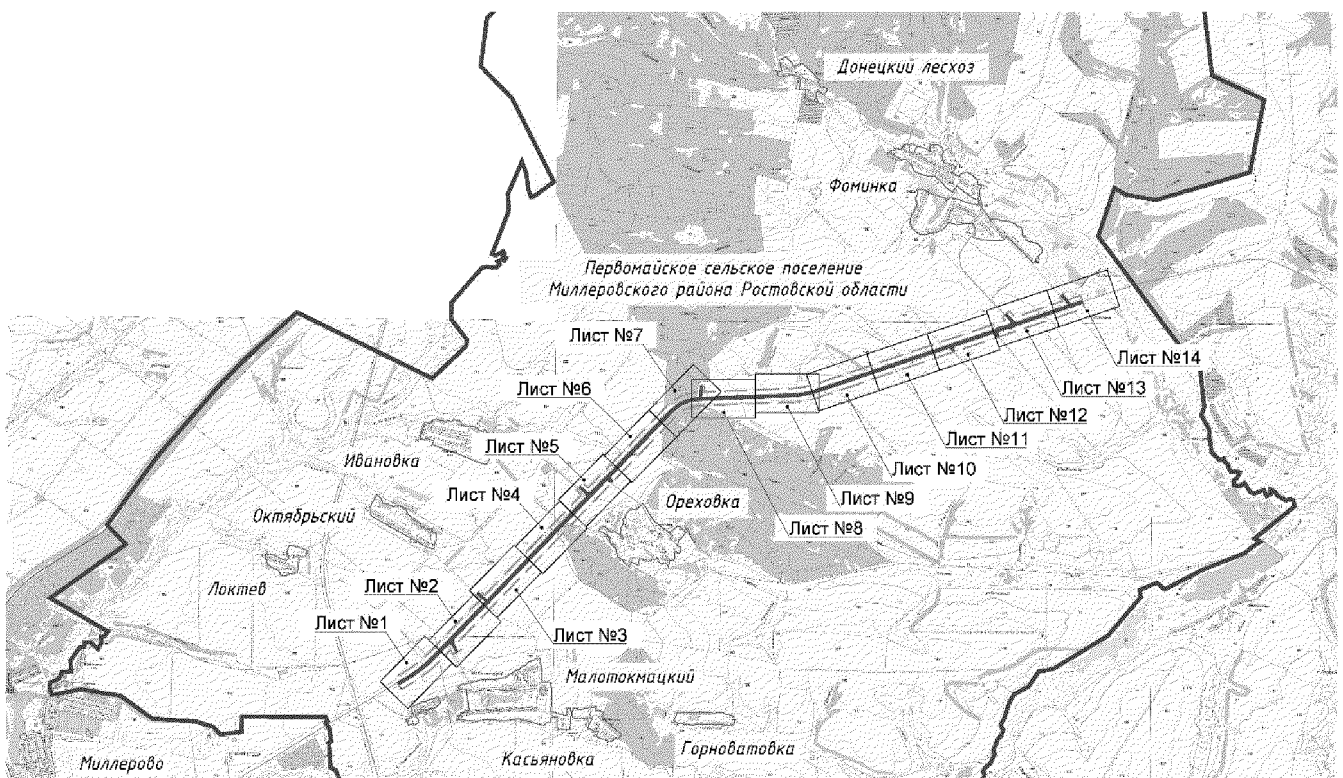 Донецкий лесхоз
Фоминка
Первомайское сельское поселение
Миллеровского района Ростовской области
Лист №7
Лист №14
Лист №6
Лист №13
Лист №12
Лист №5
Лист №11
Ивановка
Лист №10
Лист №4
Лист №9
Ореховка
Октябрьский
Лист №8
Локтев
Лист №2
Лист №1
Лист №3
Малотокмацкий
Горноватовка
Касьяновка
Миллерово